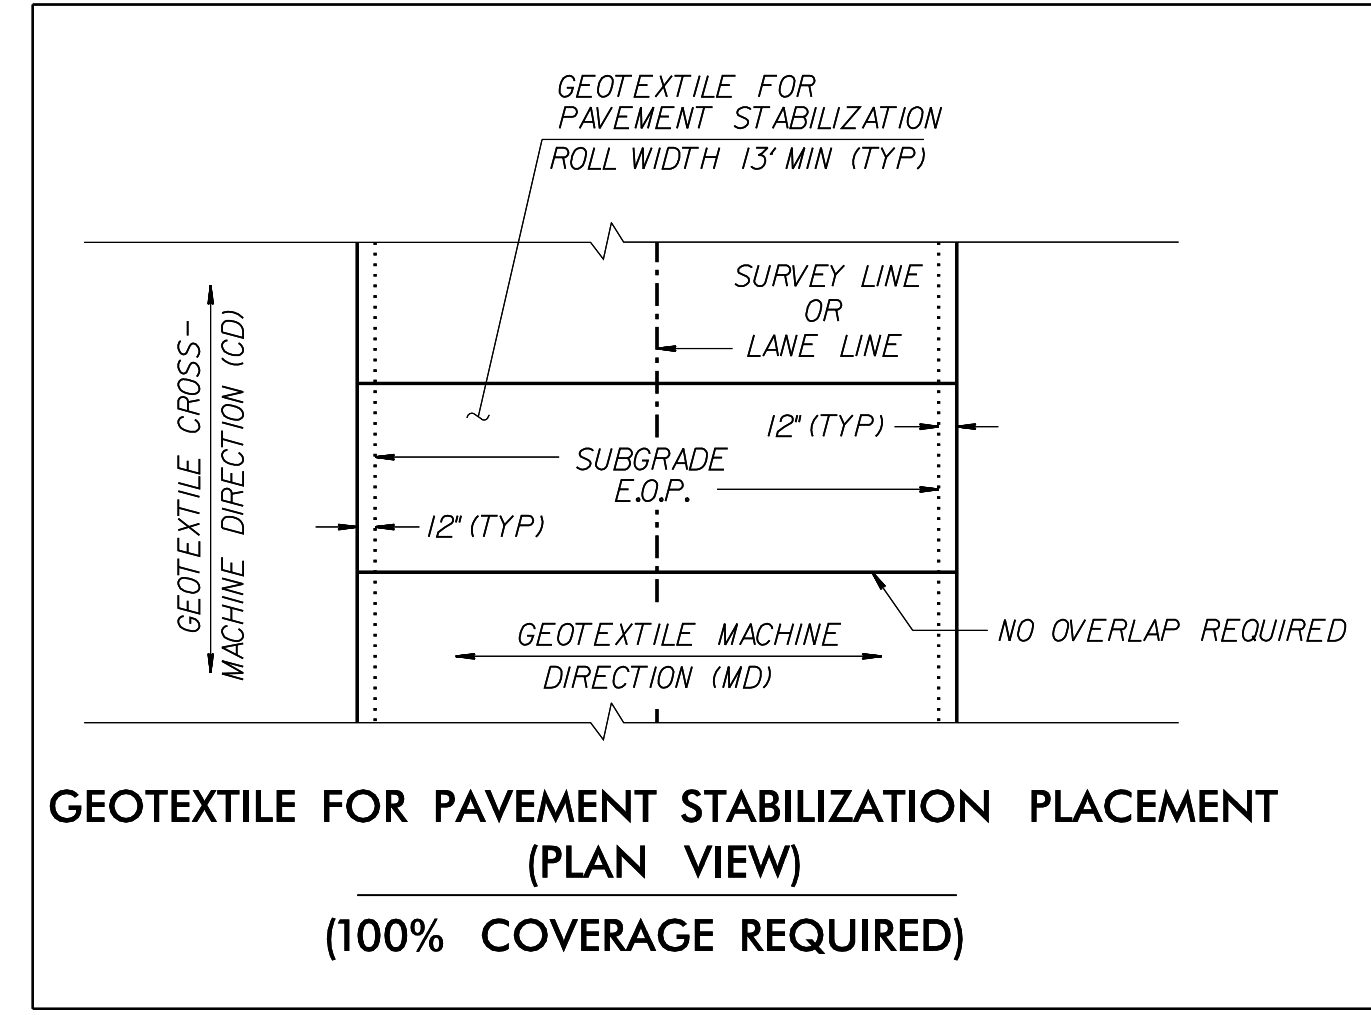 GEOTEXTILE FOR
PAVEMENT STABILIZATION
ROLL WIDTH 13' MIN (TYP)
SURVEY LINE
OR
LANE LINE
GEOTEXTILE CROSS-
MACHINE DIRECTION (CD)
12" (TYP)
SUBGRADE
E.O.P.
12" (TYP)
GEOTEXTILE MACHINE
DIRECTION (MD)
NO OVERLAP REQUIRED
GEOTEXTILE FOR PAVEMENT STABILIZATION PLACEMENT
(PLAN VIEW)
(100% COVERAGE REQUIRED)